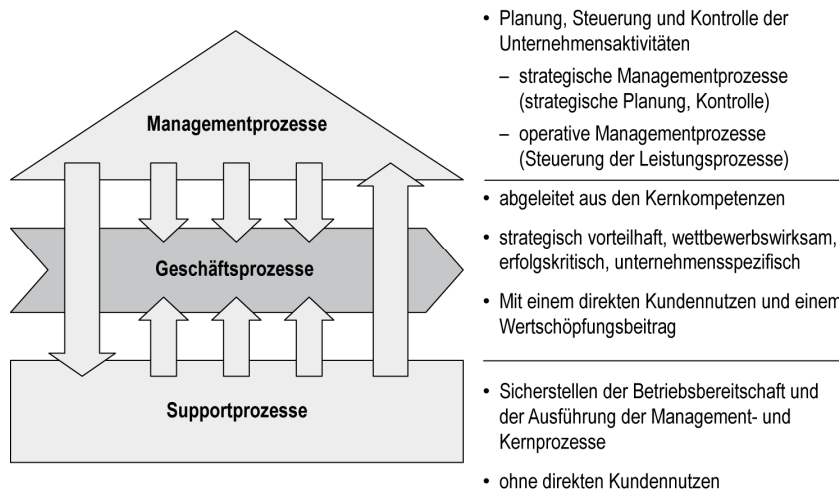 Managementprozesse
• Planung, Steuerung und Kontrolle der
Unternehmensaktivitäten
– strategische Managementprozesse
(strategische Planung, Kontrolle)
– operative Managementprozesse
(Steuerung der Leistungsprozesse)
Geschäftsprozesse
• abgeleitet aus den Kernkompetenzen
• strategisch vorteilhaft, wettbewerbswirksam,
erfolgskritisch, unternehmensspezifisch
• Mit einem direkten Kundennutzen und einem
Wertschöpfungsbeitrag
Supportprozesse
• Sicherstellen der Betriebsbereitschaft und
der Ausführung der Management- und
Kernprozesse
• ohne direkten Kundennutzen